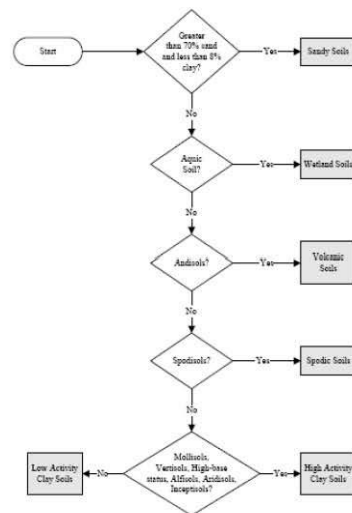 Start
Greater
than 70% sand
and less than 8%
clay?
Yes
Sandy Soils
No
Aquic
Soil?
Yes
Wetland Soils
No
Andisols?
Yes
Volcanic
Soils
No
Spodisols?
Yes
Spodic Soils
No
Mollisols,
Vertisols, High-base
status, Alfisols, Aridisols,
Inceptisols?
No
Low Activity
Clay Soils
Yes
High Activity
Clay Soils